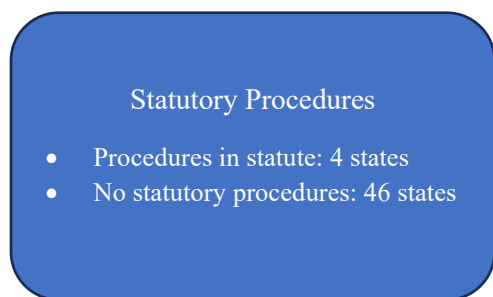 Statutory Procedures
• Procedures in statute: 4 states
• No statutory procedures: 46 states